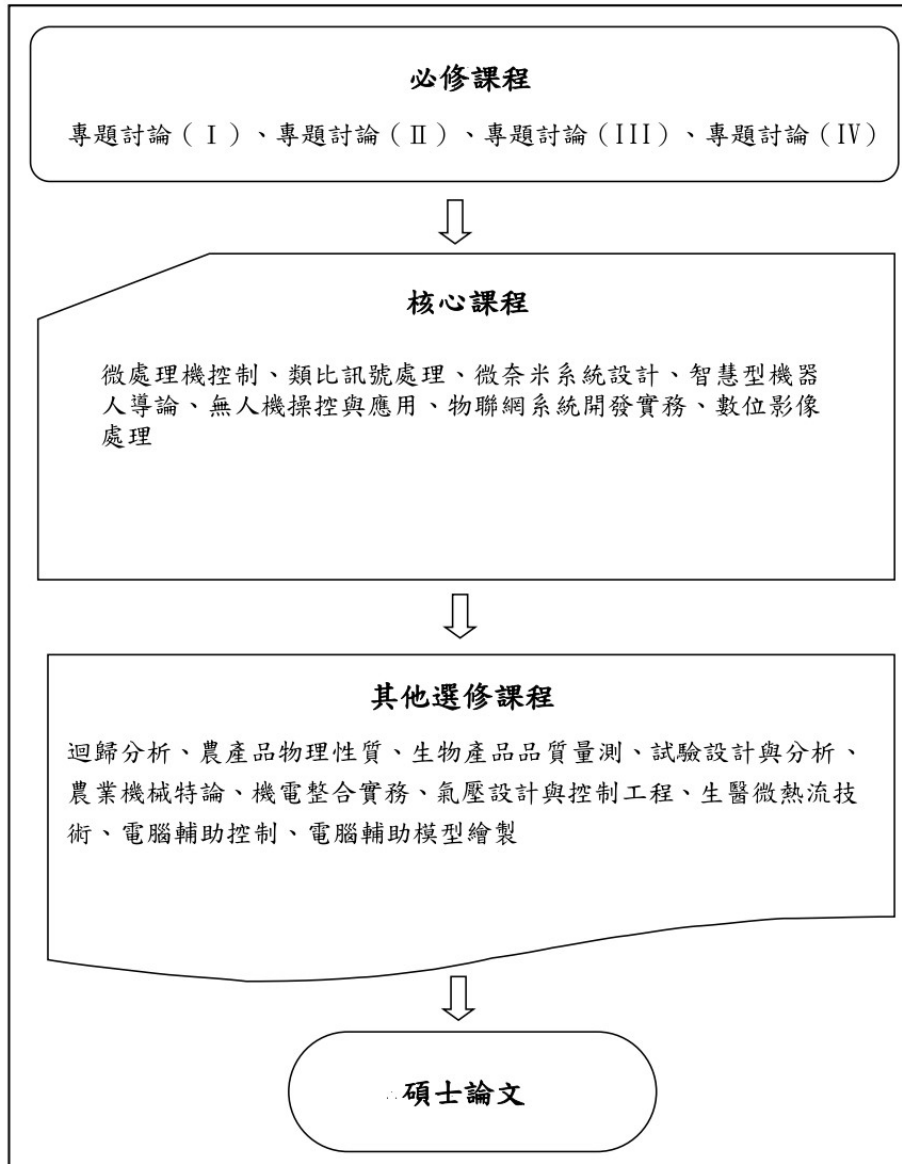 必修課程
專題討論（Ⅰ）、專題討論（Ⅱ）、專題討論（III）、專題討論（IV）
核心課程
微處理機控制、類比訊號處理、微奈米系統設計、智慧型機器
人導論、無人機操控與應用、物聯網系統開發實務、數位影像
處理
其他選修課程
迴歸分析、農產品物理性質、生物產品品質量測、試驗設計與分析、
農業機械特論、機電整合實務、氣壓設計與控制工程、生醫微熱流技
術、電腦輔助控制、電腦輔助模型繪製
碩士論文